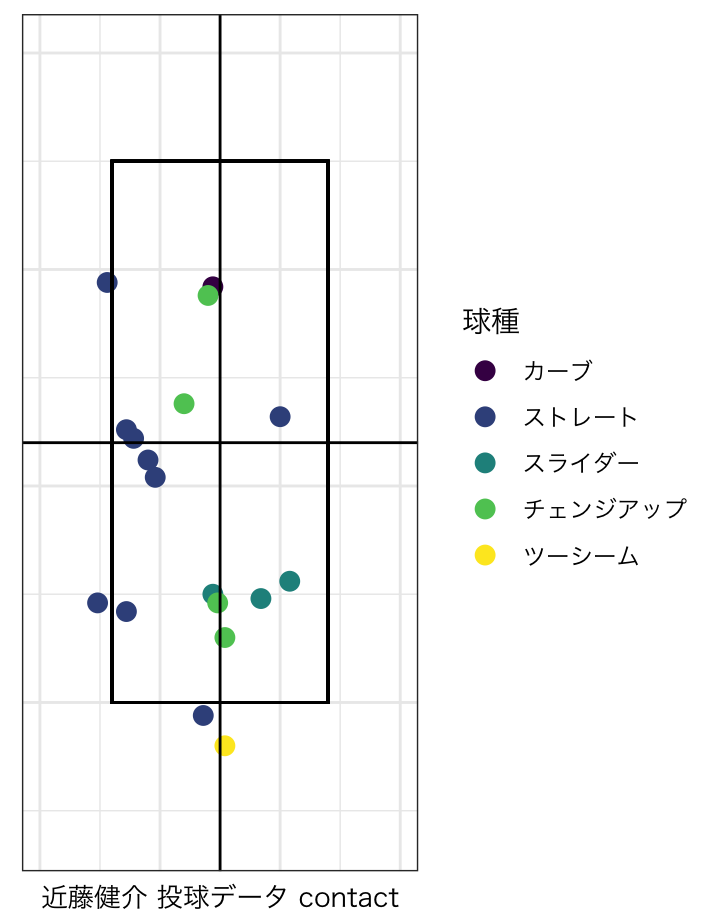 球種
カーブ
ストレート
スライダー
チェンジアップ
ツーシーム
近藤健介 投球データ contact